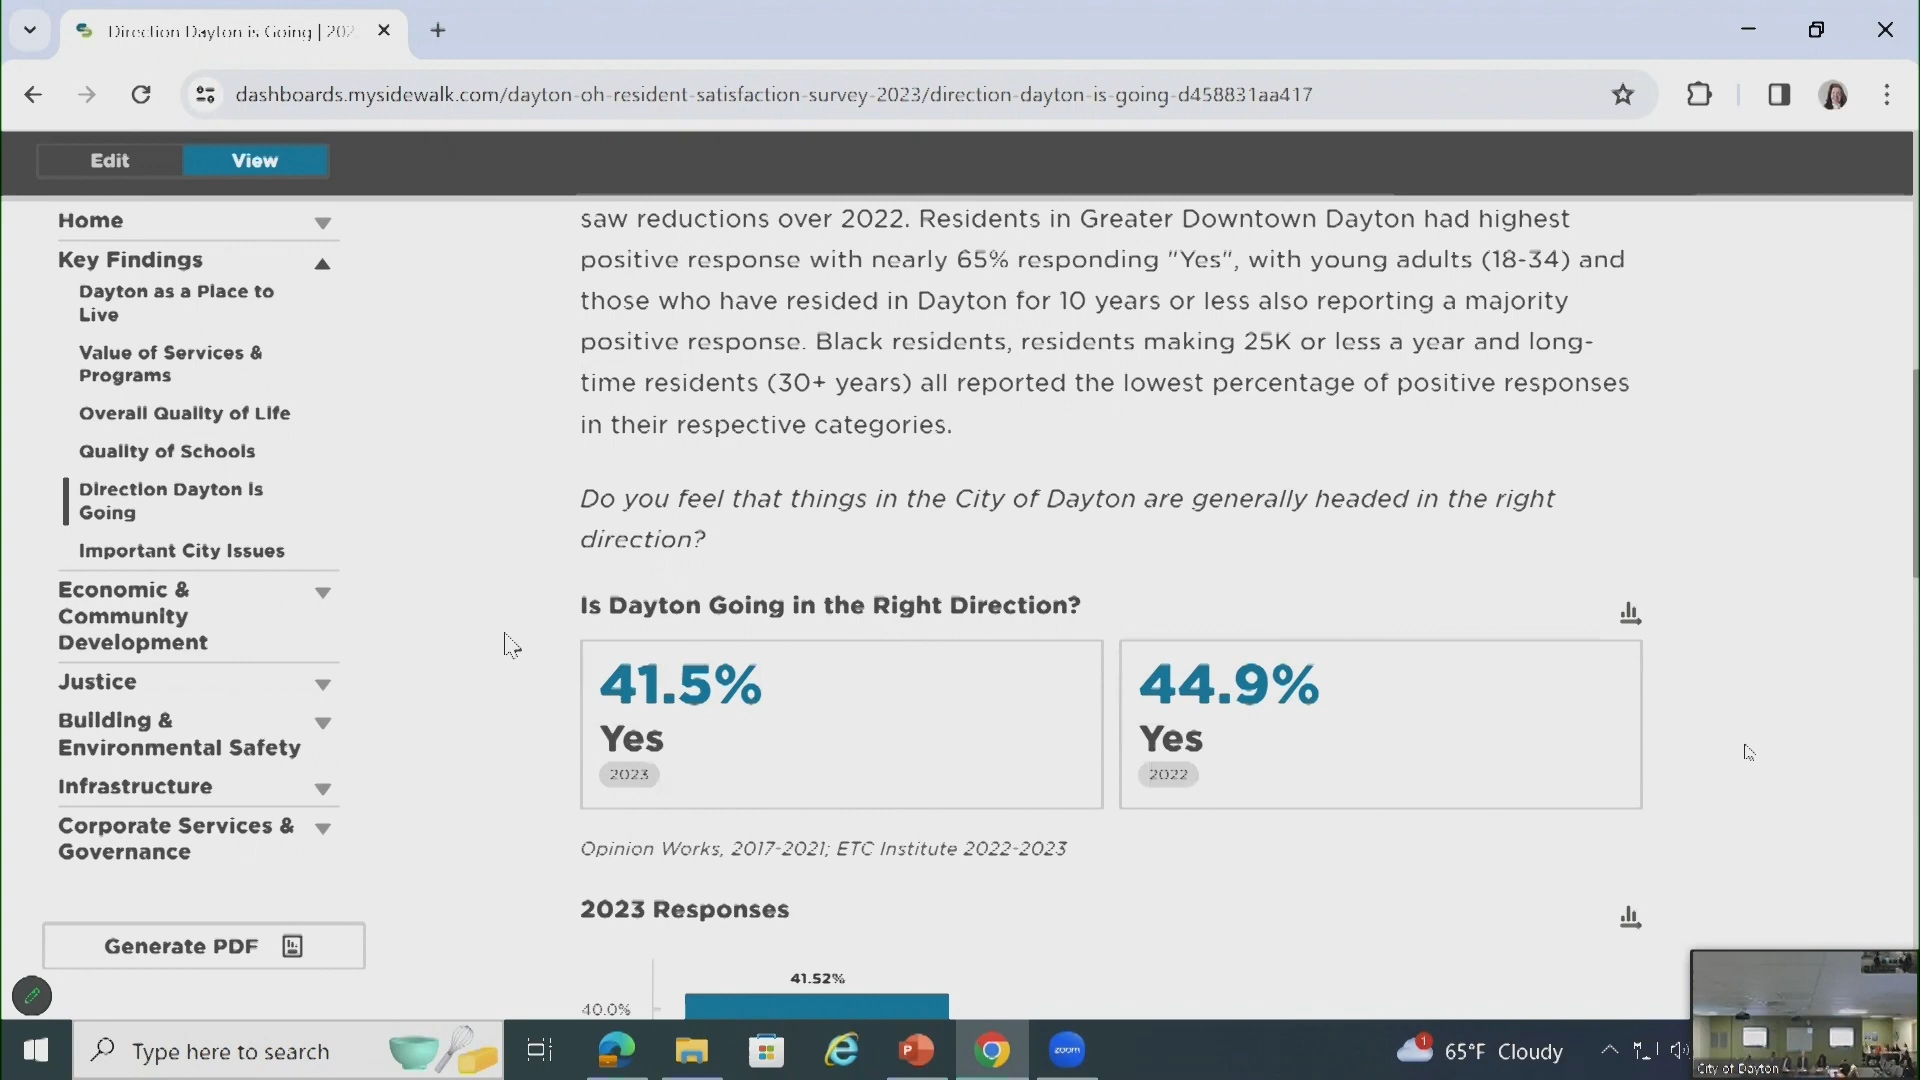 Direction Dayton is Going | 202
dashboards.mysidewalk.com/dayton-oh-resident-satisfaction-survey-2023/direction-dayton-is-going-d458831aa417
Edit
View
Home
Key Findings
Dayton as a Place to
Live
Value of Services &
Programs
Overall Quality of Life
Quality of Schools
Direction Dayton is
Going
Important City Issues
Economic &
Community
Development
Justice
Building &
Environmental Safety
Infrastructure
Corporate Services &
Governance
Generate PDF
saw reductions over 2022. Residents in Greater Downtown Dayton had highest
positive response with nearly 65% responding "Yes", with young adults (18-34) and
those who have resided in Dayton for 10 years or less also reporting a majority
positive response. Black residents, residents making 25K or less a year and long-
time residents (30+ years) all reported the lowest percentage of positive responses
in their respective categories.
Do you feel that things in the City of Dayton are generally headed in the right
direction?
Is Dayton Going in the Right Direction?
41.5%
Yes
2023
44.9%
Yes
2022
Opinion Works, 2017-2021; ETC Institute 2022-2023
2023 Responses
41.52%
40.0%
Type here to search
zoom
1
65°F Cloudy
City of Dayton